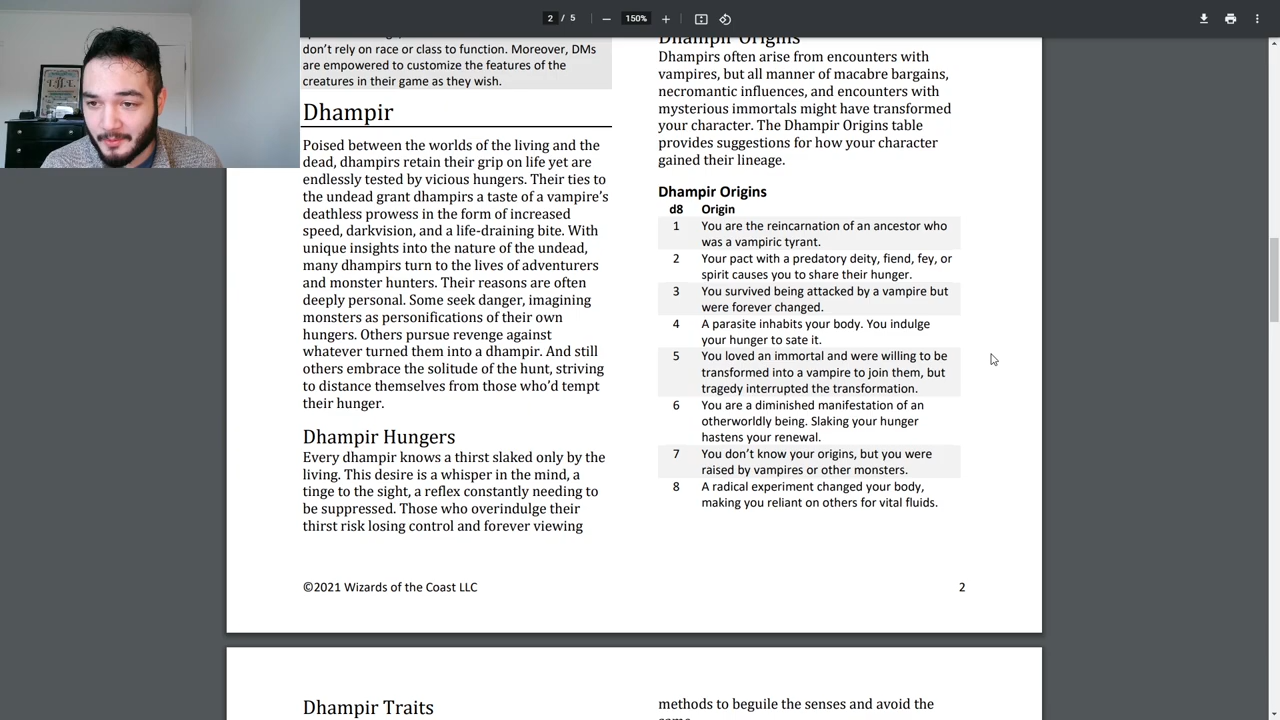 2 / 5
150%
don't rely on race or class to function. Moreover, DMs
are empowered to customize the features of the
creatures in their game as they wish.
Dhampir
Poised between the worlds of the living and the
dead, dhampirs retain their grip on life yet are
endlessly tested by vicious hungers. Their ties to
the undead grant dhampirs a taste of a vampire's
deathless prowess in the form of increased
speed, darkvision, and a life-draining bite. With
unique insights into the nature of the undead,
many dhampirs turn to the lives of adventurers
and monster hunters. Their reasons are often
deeply personal. Some seek danger, imagining
monsters as personifications of their own
hungers. Others pursue revenge against
whatever turned them into a dhampir. And still
others embrace the solitude of the hunt, striving
to distance themselves from those who'd tempt
their hunger.
Dhampir Hungers
Every dhampir knows a thirst slaked only by the
living. This desire is a whisper in the mind, a
tinge to the sight, a reflex constantly needing to
be suppressed. Those who overindulge their
thirst risk losing control and forever viewing
Dhampir Origins
Dhampirs often arise from encounters with
vampires, but all manner of macabre bargains,
necromantic influences, and encounters with
mysterious immortals might have transformed
your character. The Dhampir Origins table
provides suggestions for how your character
gained their lineage.
Dhampir Origins
d8 Origin
1 You are the reincarnation of an ancestor who
was a vampiric tyrant.
2 Your pact with a predatory deity, fiend, fey, or
spirit causes you to share their hunger.
3 You survived being attacked by a vampire but
were forever changed.
4 A parasite inhabits your body. You indulge
your hunger to sate it.
5 You loved an immortal and were willing to be
transformed into a vampire to join them, but
tragedy interrupted the transformation.
6 You are a diminished manifestation of an
otherworldly being. Slaking your hunger
hastens your renewal.
7 You don't know your origins, but you were
raised by vampires or other monsters.
8 A radical experiment changed your body,
making you reliant on others for vital fluids.
©2021 Wizards of the Coast LLC
2
Dhampir Traits
methods to beguile the senses and avoid the